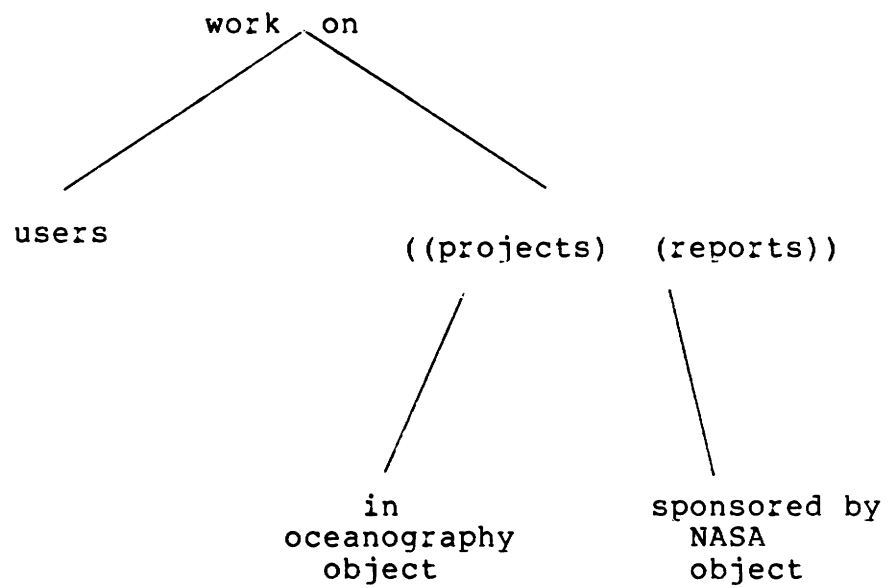 work on
users
((projects) (reports))
in
oceanography
object
sponsored by
NASA
object